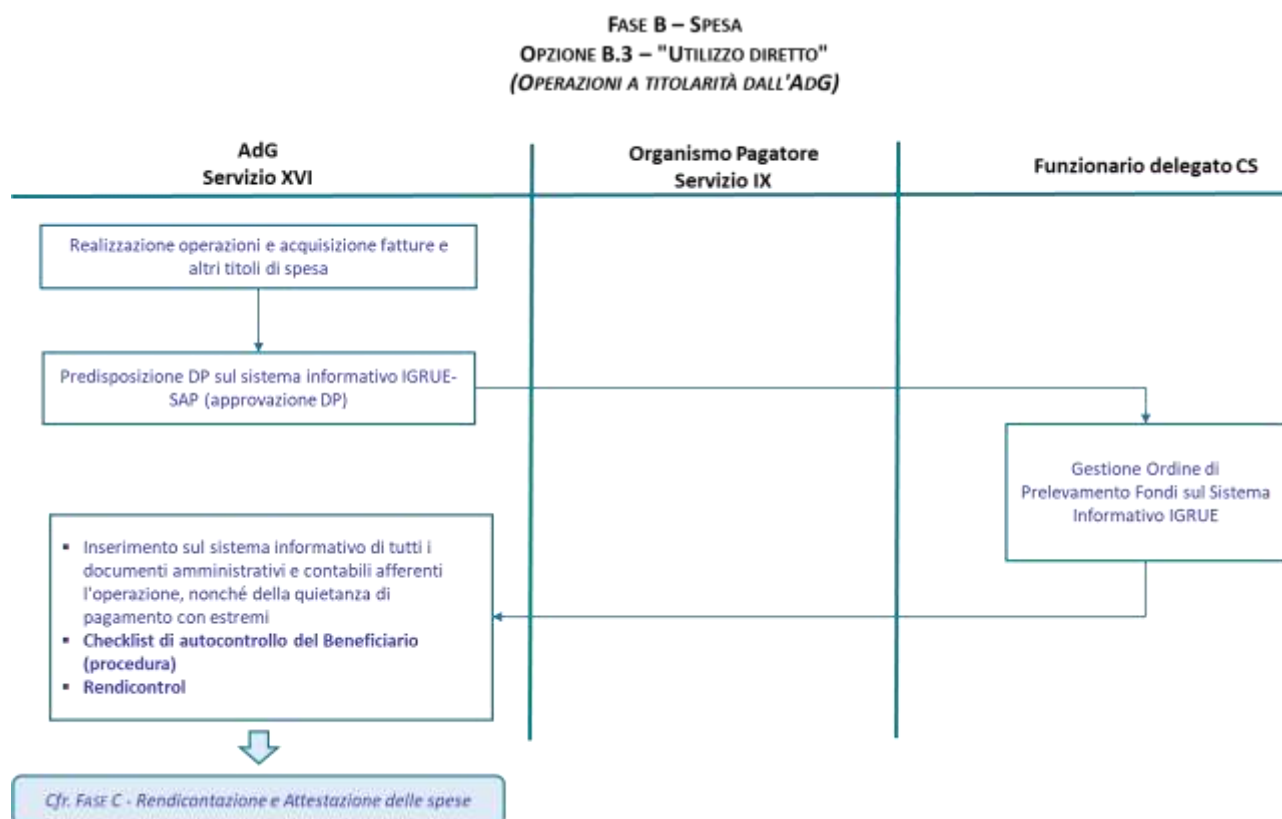 FASE B – SPESA
OPZIONE B.3 – "UTILIZZO DIRETTO"
(OPERAZIONI A TITOLARITÀ DALL'ADG)
AdG
Servizio XVI
Organismo Pagatore
Servizio IX
Funzionario delegato CS
Realizzazione operazioni e acquisizione fatture e
altri titoli di spesa
Predisposizione DP sul sistema informativo IGRUE-
SAP (approvazione DP)
Gestione Ordine di
Prelevamento Fondi sul Sistema
Informativo IGRUE
▪ Inserimento sul sistema informativo di tutti i
documenti amministrativi e contabili afferenti
l'operazione, nonché della quietanza di
pagamento con estremi
▪ Checklist di autocontrollo del Beneficiario
(procedura)
▪ Rendicontrol
Cfr. FASE C - Rendicontazione e Attestazione delle spese